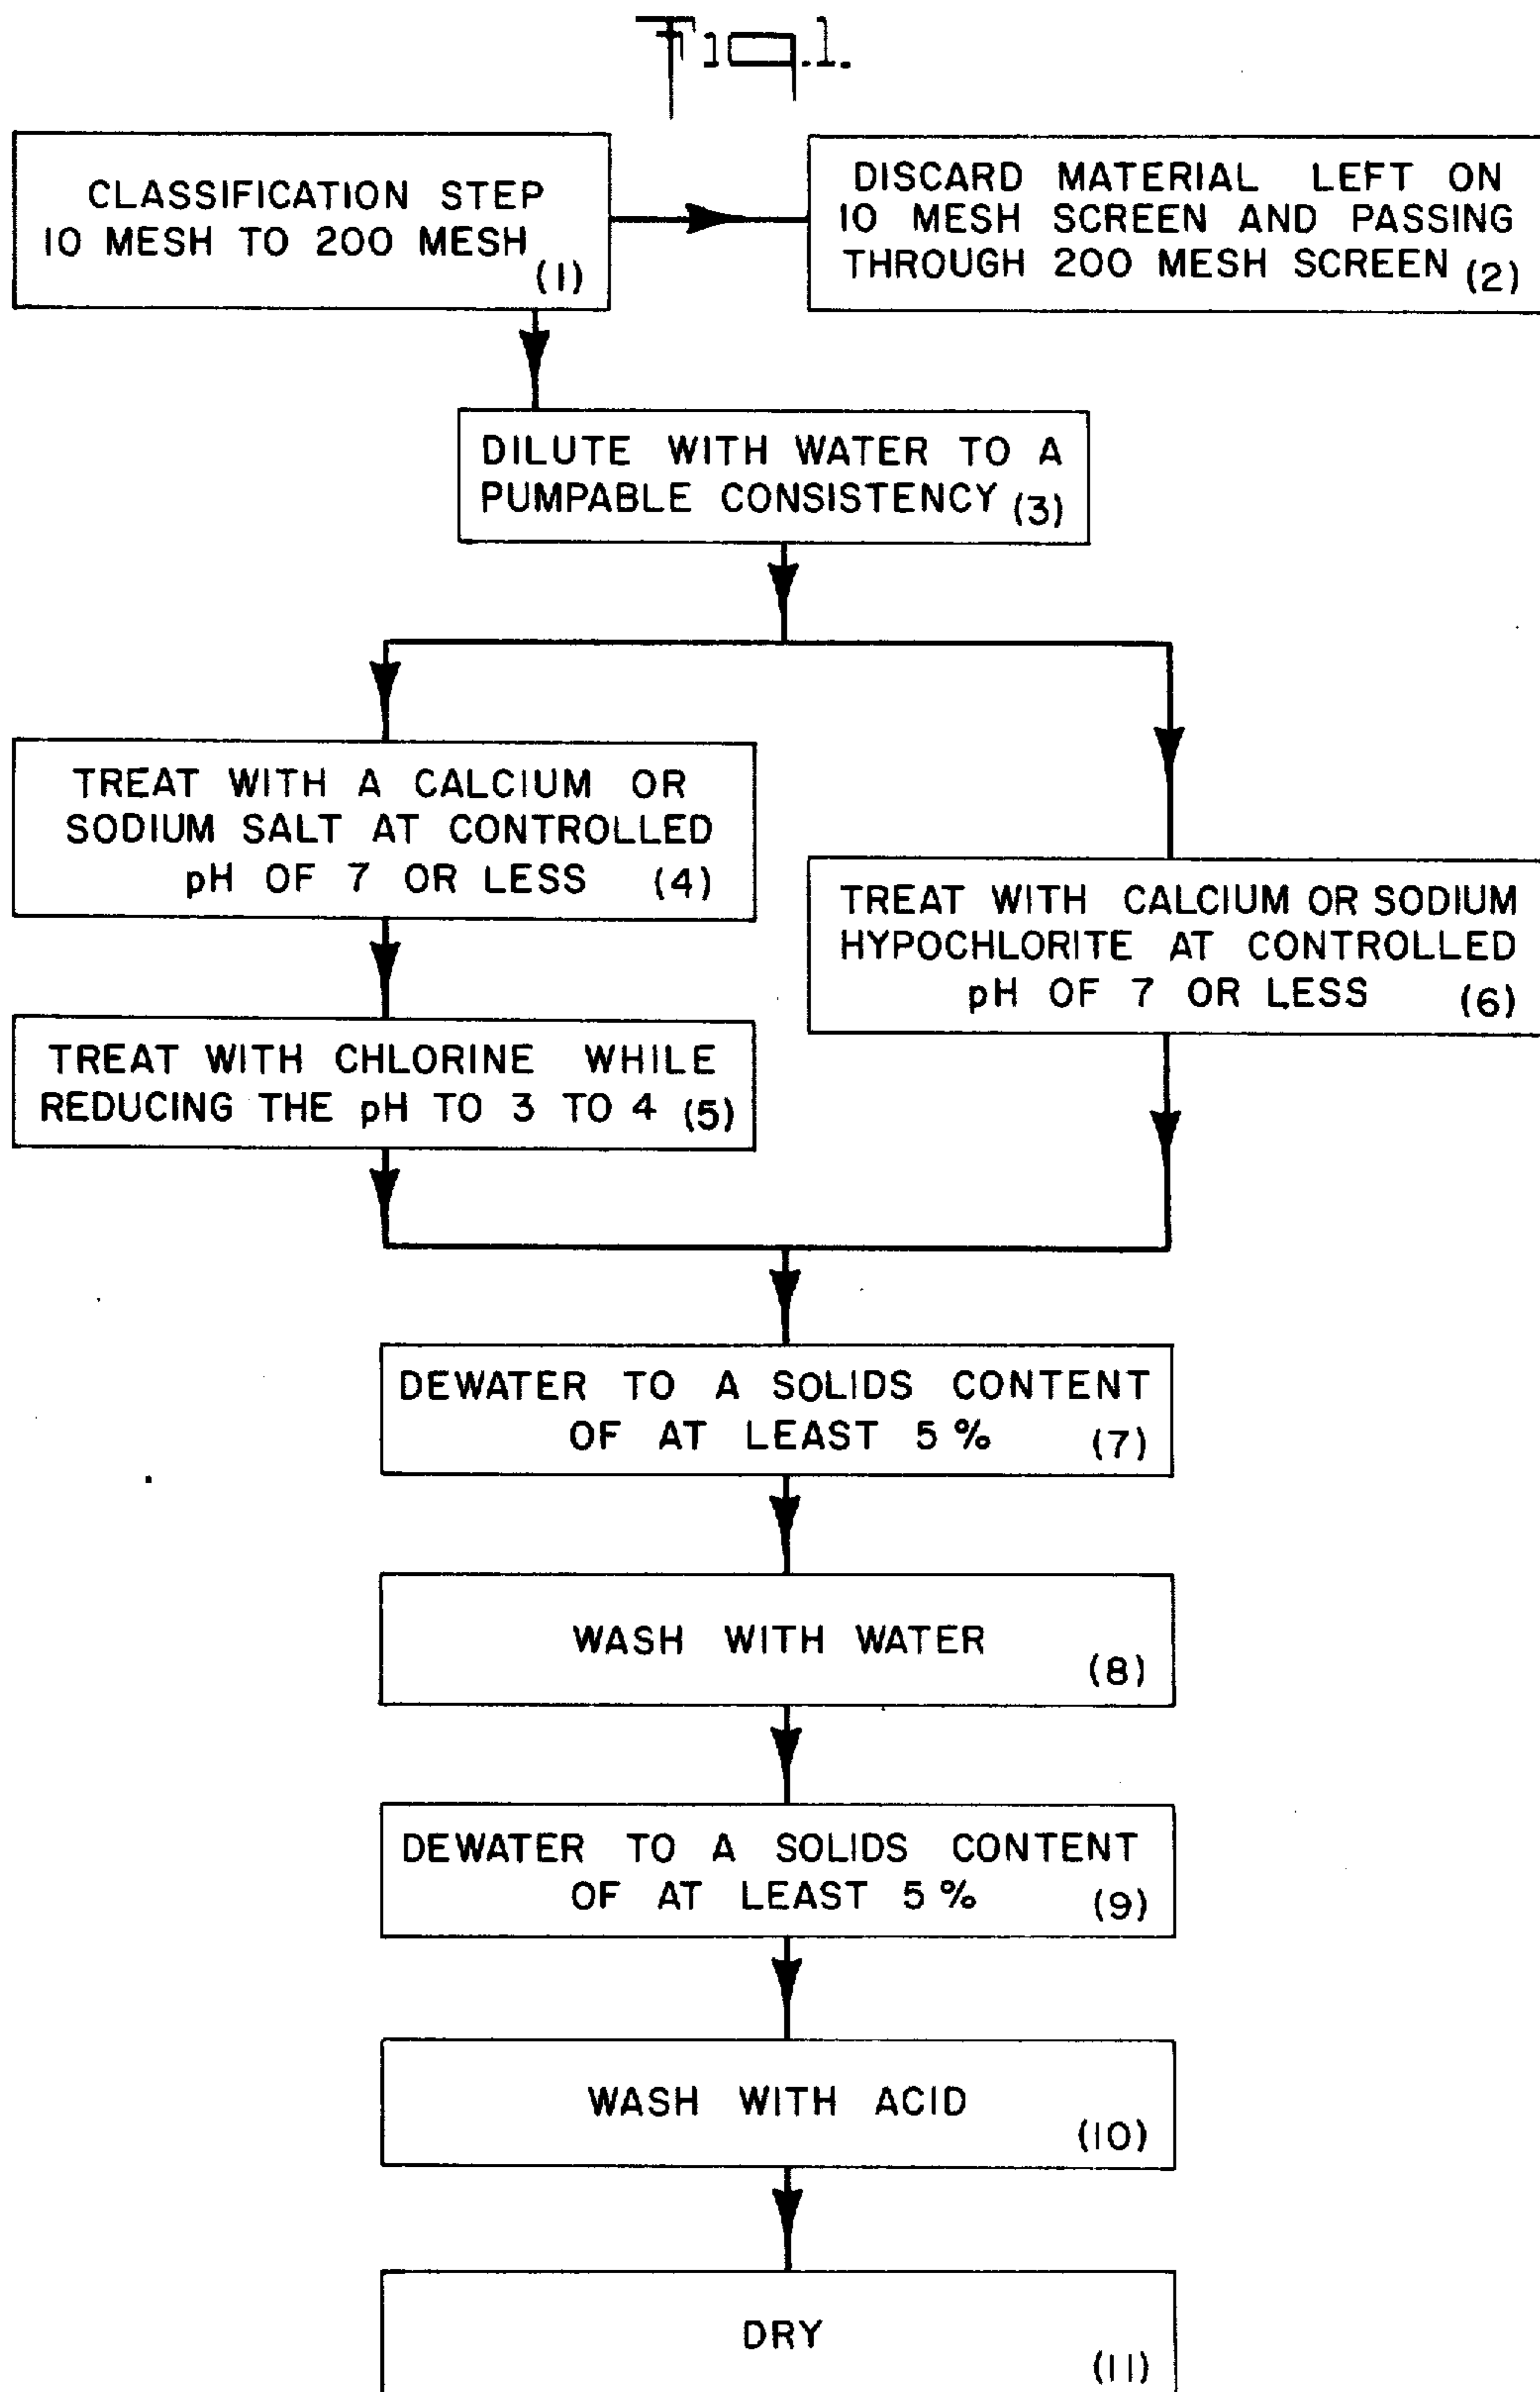 Fig.1.
CLASSIFICATION STEP
10 MESH TO 200 MESH
(1)
DISCARD MATERIAL LEFT ON
10 MESH SCREEN AND PASSING
THROUGH 200 MESH SCREEN (2)
DILUTE WITH WATER TO A
PUMPABLE CONSISTENCY (3)
TREAT WITH A CALCIUM OR
SODIUM SALT AT CONTROLLED
pH OF 7 OR LESS (4)
TREAT WITH CHLORINE WHILE
REDUCING THE pH TO 3 TO 4 (5)
TREAT WITH CALCIUM OR SODIUM
HYPOCHLORITE AT CONTROLLED
pH OF 7 OR LESS (6)
DEWATER TO A SOLIDS CONTENT
OF AT LEAST 5% (7)
WASH WITH WATER
(8)
DEWATER TO A SOLIDS CONTENT
OF AT LEAST 5% (9)
WASH WITH ACID
(10)
DRY
(11)